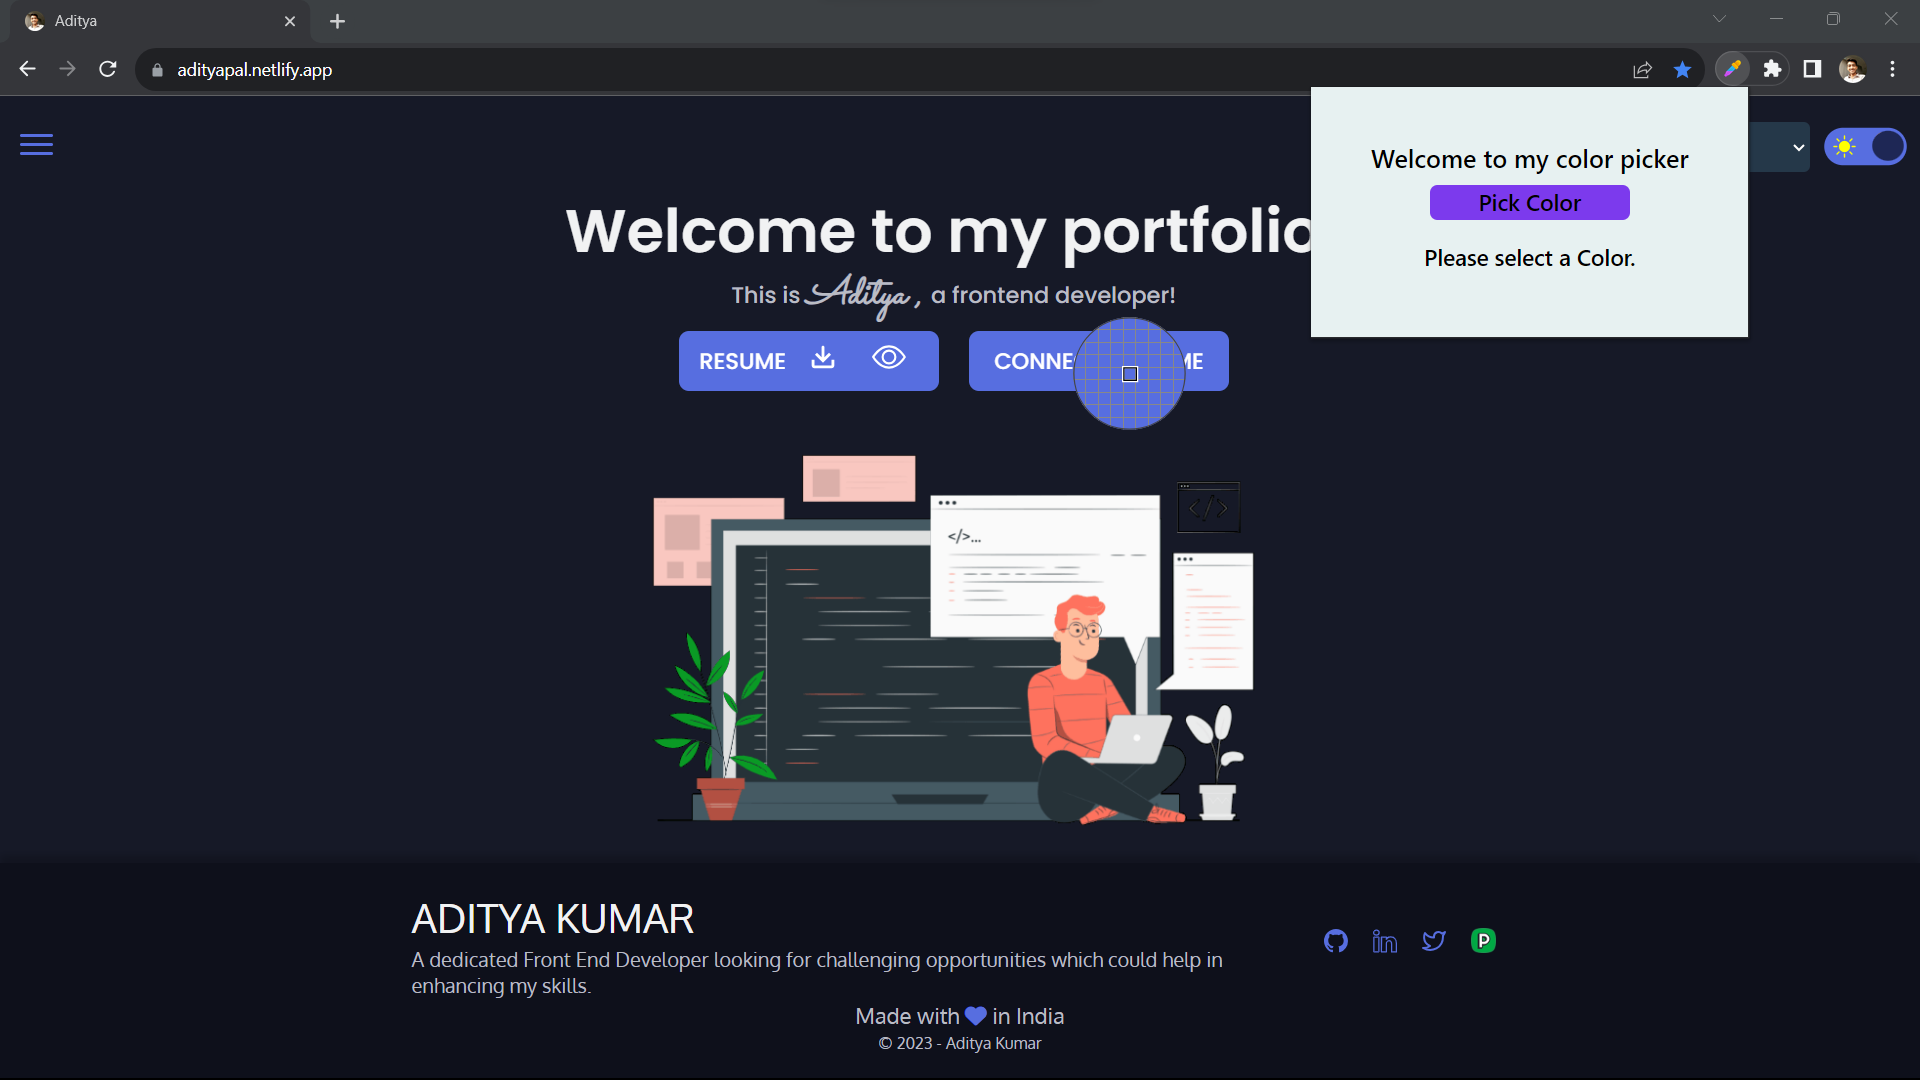 Aditya
adityapal.netlify.app
Welcome to my color picker
Pick Color
Please select a Color.
Welcome to my portfolio
This is Aditya , a frontend developer!
RESUME
CONNE ME
</>...
</>
ADITYA KUMAR
A dedicated Front End Developer looking for challenging opportunities which could help in
enhancing my skills.
Made with in India
© 2023 - Aditya Kumar
in
P